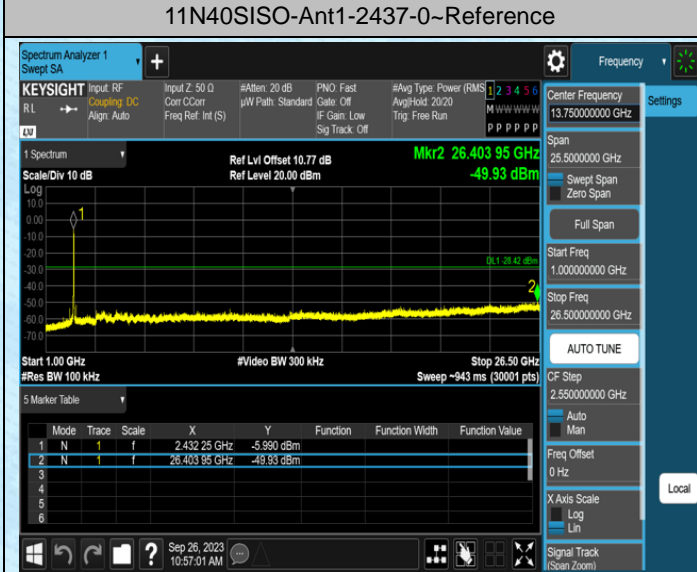 11N40SISO-Ant1-2437-0~Reference
Spectrum Analyzer 1
Swept SA
Frequency
KEYSIGHT
RL
LXI
Input: RF
Coupling: DC
Align: Auto
Input Z: 50 Ω
Corr CCorr
Freq Ref: Int (S)
#Atten: 20 dB
µW Path: Standard
PNO: Fast
Gate: Off
IF Gain: Low
Sig Track: Off
#Avg Type: Power (RMS
Avg|Hold: 20/20
Trig: Free Run
1 2 3 4 5 6
M W W W W W
P P P P P P
1 Spectrum
Scale/Div 10 dB
Log
Ref Lvl Offset 10.77 dB
Ref Level 20.00 dBm
Mkr2 26.403 95 GHz
-49.93 dBm
10.0
0.00
-10.0
-20.0
-30.0
-40.0
-50.0
-60.0
-70.0
1
DL1 -28.42 dBm
2
Start 1.00 GHz
#Res BW 100 kHz
#Video BW 300 kHz
Stop 26.50 GHz
Sweep ~943 ms (30001 pts)
5 Marker Table
Mode Trace Scale X Y Function Function Width Function Value
1 N 1 f 2.432 25 GHz -5.990 dBm
2 N 1 f 26.403 95 GHz -49.93 dBm
3
4
5
6
Sep 26, 2023
10:57:01 AM
Center Frequency
13.750000000 GHz
Settings
Span
25.5000000 GHz
Swept Span
Zero Span
Full Span
Start Freq
1.000000000 GHz
Stop Freq
26.500000000 GHz
AUTO TUNE
CF Step
2.550000000 GHz
Auto
Man
Freq Offset
0 Hz
X Axis Scale
Log
Lin
Local
Signal Track
(Span Zoom)